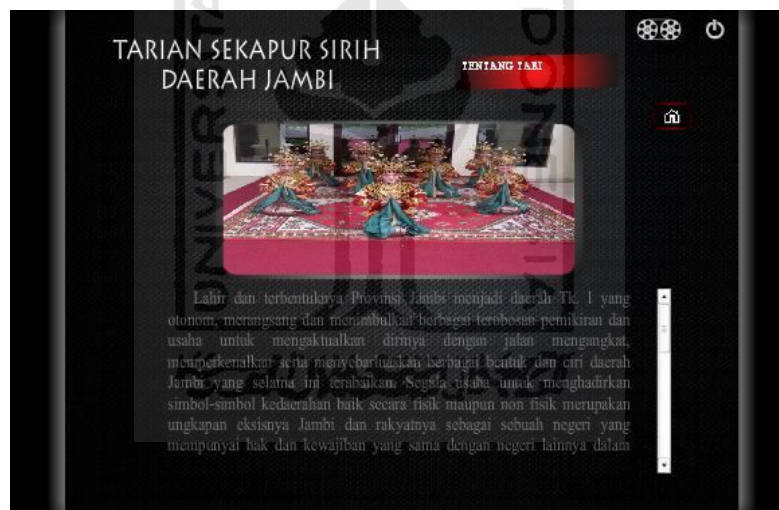 TARIAN SEKAPUR SIRIH
DAERAH JAMBI
TENTANG TARI
Lahir dan terbentuknya Provinsi Jambi menjadi daerah Tk. 1 yang
otonom, merangsang dan menimbulkan berbagai terobosan pemikiran dan
usaha untuk mengaktualkan dirinya dengan jalan mengangkat,
memperkenalkan serta menyebarluaskan berbagai bentuk dan ciri daerah
Jambi yang selama ini terabaikan. Segala usaha untuk menghadirkan
simbol-simbol kedaerahan baik secara fisik maupun non fisik merupakan
ungkapan eksisnya Jambi dan rakyatnya sebagai sebuah negeri yang
mempunyai hak dan kewajiban yang sama dengan negeri lainnya dalam